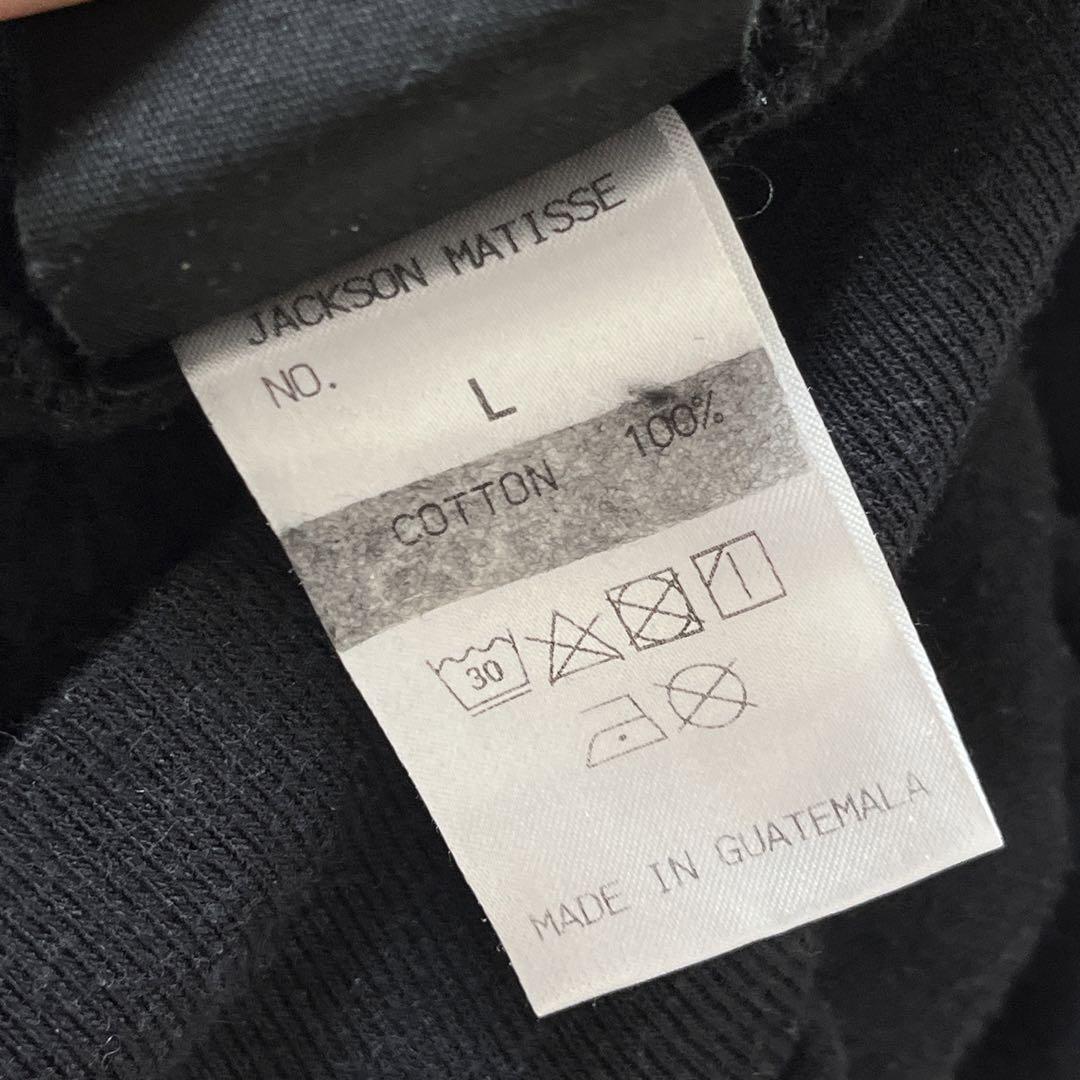 JACKSON MATISSE
NO.
L
COTTON 100%
30
MADE IN GUATEMALA